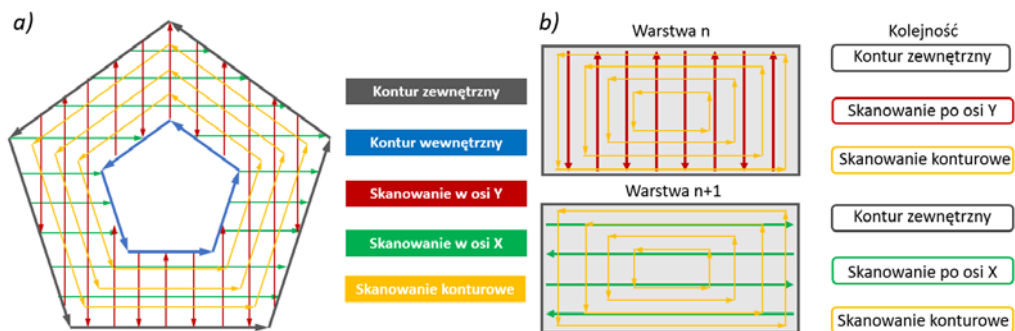 a)
Kontur zewnętrzny
Kontur wewnętrzny
Skanowanie w osi Y
Skanowanie w osi X
Skanowanie konturowe
b)
Warstwa n
Warstwa n+1
Kolejność
Kontur zewnętrzny
Skanowanie po osi Y
Skanowanie konturowe
Kontur zewnętrzny
Skanowanie po osi X
Skanowanie konturowe